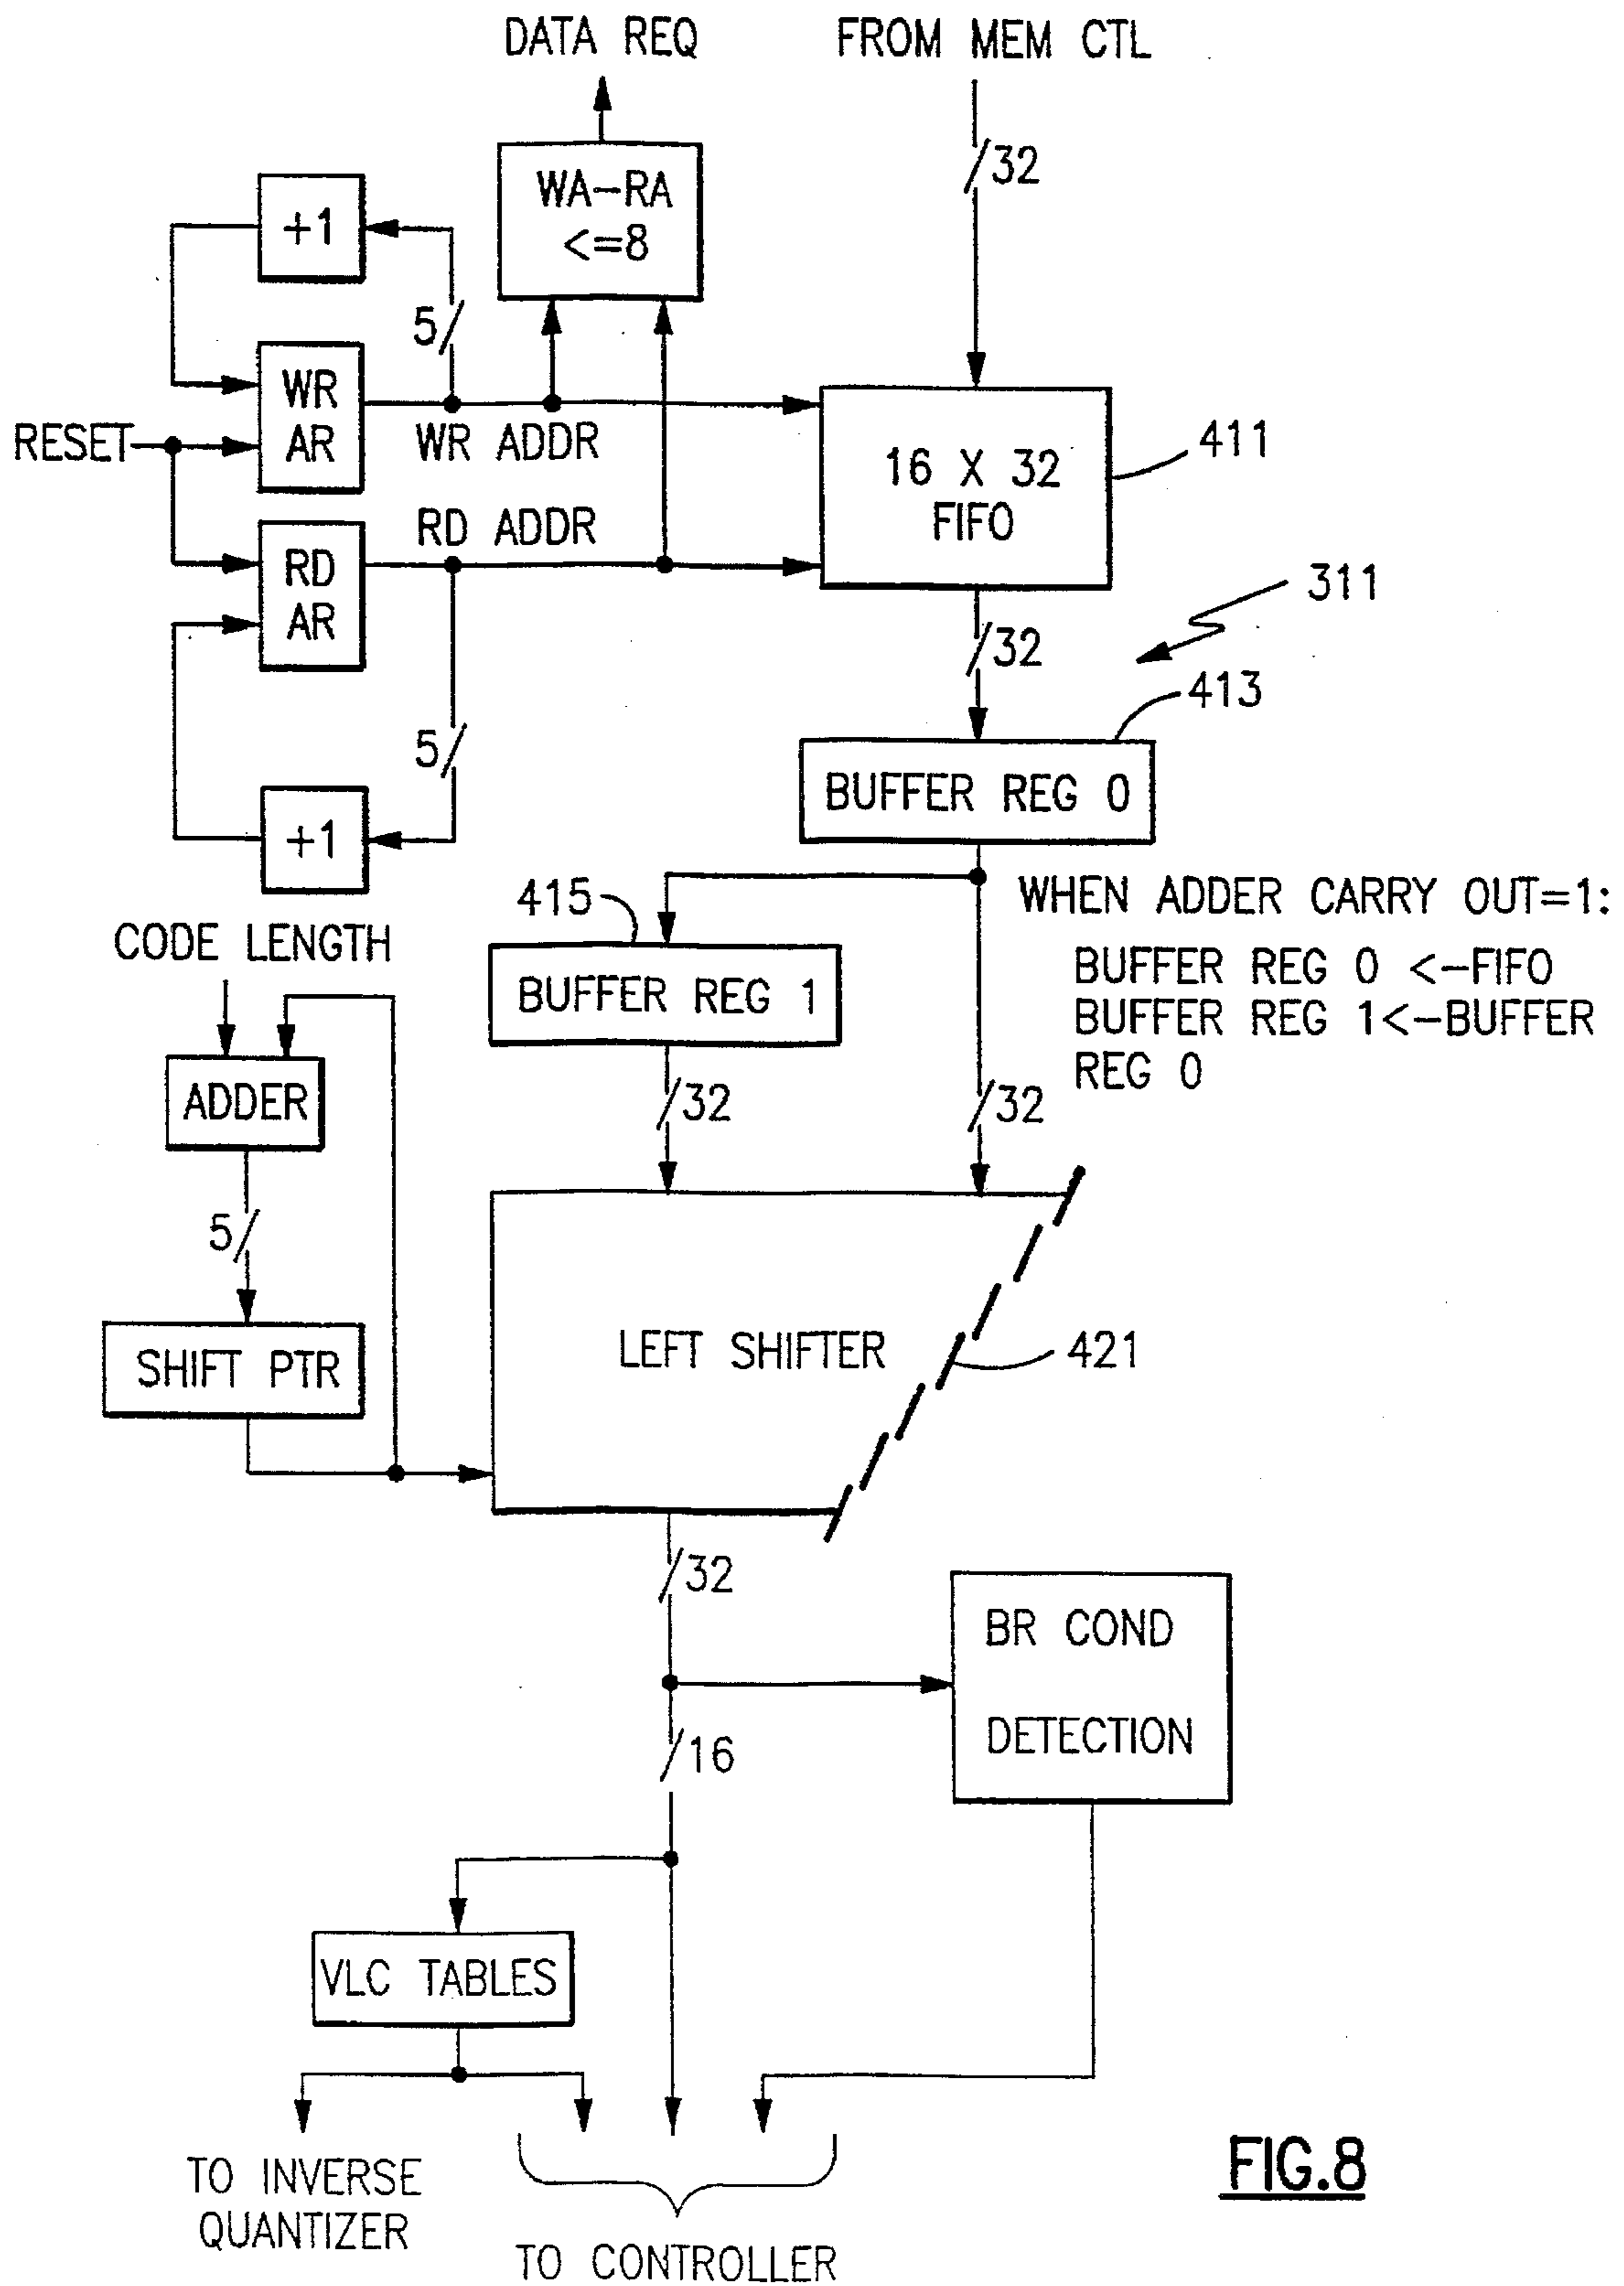 DATA REQ
FROM MEM CTL
32
WA-RA
<=8
+1
5
WR
AR
RESET
WR ADDR
16 X 32
FIFO
411
RD ADDR
RD
AR
311
32
413
5
BUFFER REG 0
+1
415
WHEN ADDER CARRY OUT=1:
CODE LENGTH
BUFFER REG 0 <-FIFO
BUFFER REG 1
BUFFER REG 1<-BUFFER
REG 0
ADDER
32
32
5
LEFT SHIFTER
421
SHIFT PTR
32
BR COND
DETECTION
16
VLC TABLES
TO INVERSE
QUANTIZER
TO CONTROLLER
FIG.8